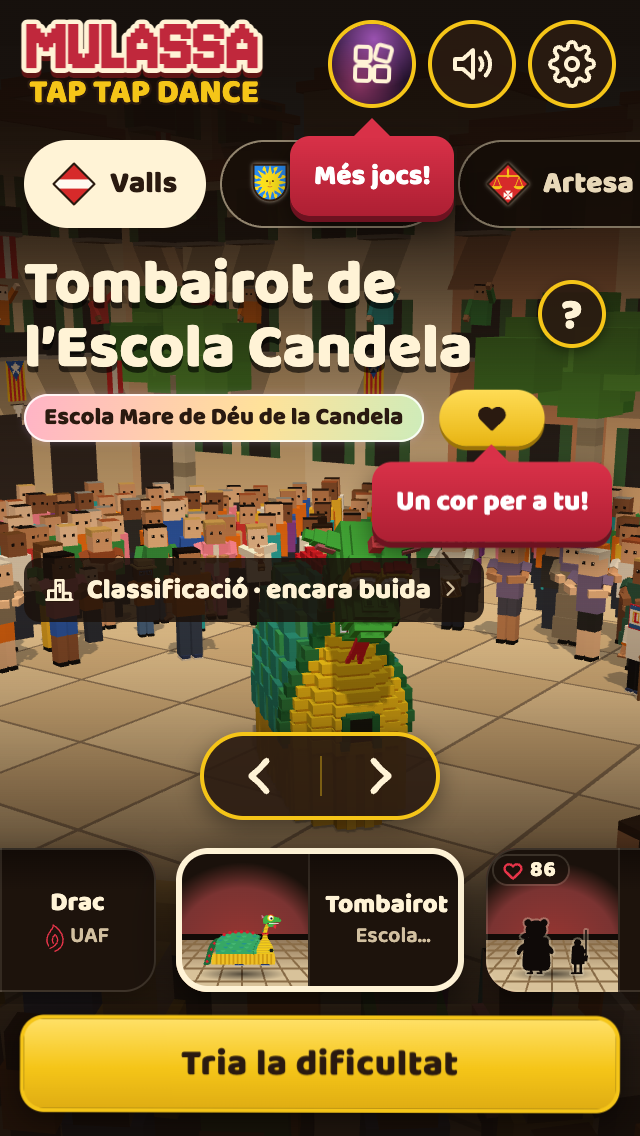 MULASSA
TAP TAP DANCE
Valls
Més jocs!
Artesa
Tombairot de
l'Escola Candela
?
Escola Mare de Déu de la Candela
Un cor per a tu!
Classificació · encara buida
Drac
UAF
Tombairot
Escola...
86
Tria la dificultat